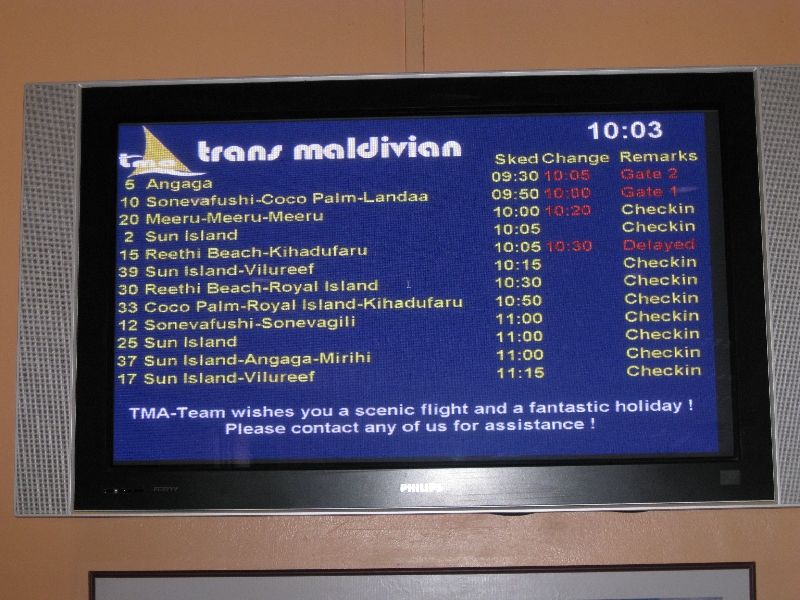 tma trans maldivian 10:03
Sked Change Remarks
5 Angaga 09:30 10:05 Gate 2
10 Sonevafushi-Coco Palm-Landaa 09:50 10:00 Gate 1
20 Meeru-Meeru-Meeru 10:00 10:20 Checkin
2 Sun Island 10:05 Checkin
15 Reethi Beach-Kihadufaru 10:05 10:30 Delayed
39 Sun Island-Vilureef 10:15 Checkin
30 Reethi Beach-Royal Island 10:30 Checkin
33 Coco Palm-Royal Island-Kihadufaru 10:50 Checkin
12 Sonevafushi-Sonevagili 11:00 Checkin
25 Sun Island 11:00 Checkin
37 Sun Island-Angaga-Mirihi 11:00 Checkin
17 Sun Island-Vilureef 11:15 Checkin
TMA-Team wishes you a scenic flight and a fantastic holiday !
Please contact any of us for assistance !
PHILIPS